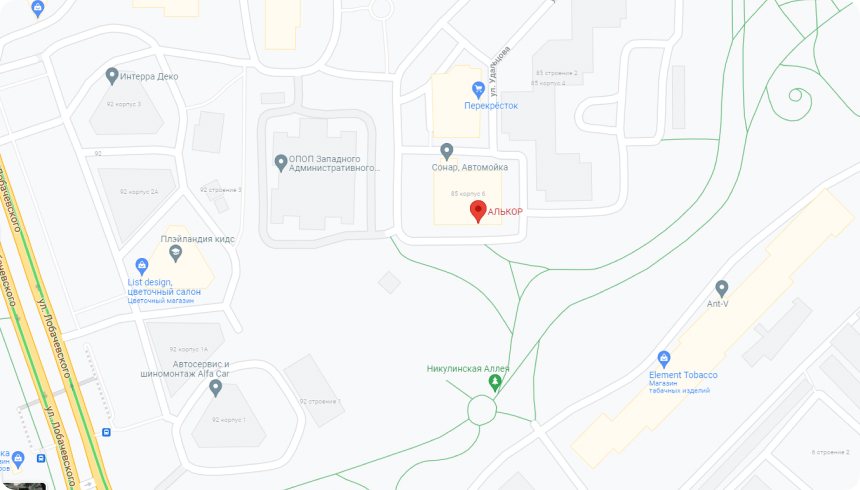 ул. Удальцова
85 строение 2
85 корпус 4
Интерра Деко
92 корпус 3
Перекрёсток
92
ОПОП Западного
Административного...
Сонар, Автомойка
92 корпус 2А
92 строение 3
85 корпус 6
АЛЬКОР
Лобачевского
Плэйландия кидс
List design,
цветочный салон
Цветочный магазин
ул. Лобачевского
Ant-V
92 корпус 1А
Автосервис и
шиномонтаж Alfa Car
Никулинская Аллея
Element Tobacco
Магазин
табачных изделий
92 строение 1
92 корпус 1
ул. Лобачевского
6 строение 2